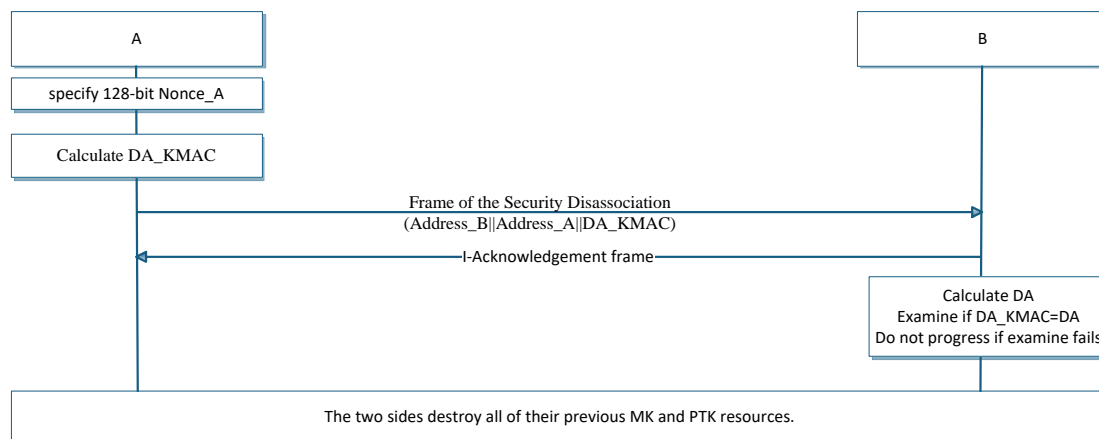 A
B
specify 128-bit Nonce_A
Calculate DA_KMAC
Frame of the Security Disassociation
(Address_B||Address_A||DA_KMAC)
I-Acknowledgement frame
Calculate DA
Examine if DA_KMAC=DA
Do not progress if examine fails
The two sides destroy all of their previous MK and PTK resources.